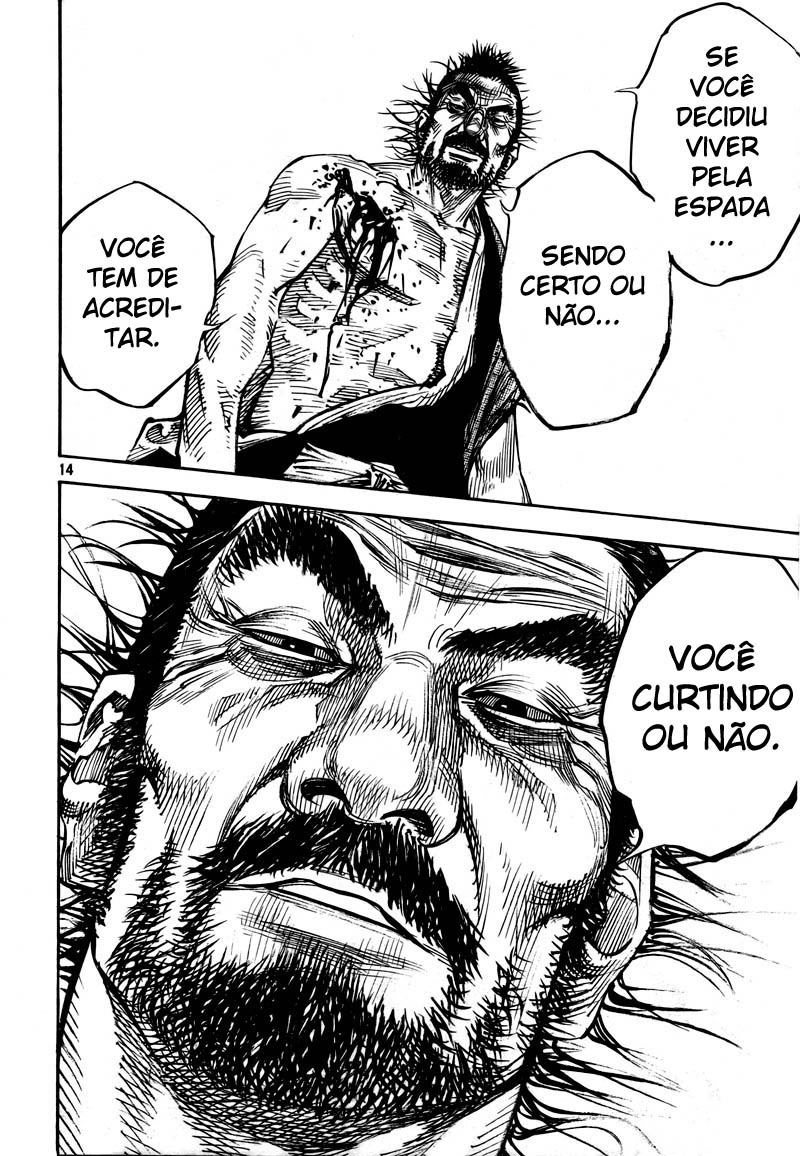 SE
VOCÊ
DECIDIU
VIVER
PELA
ESPADA
...
SENDO
CERTO OU
NÃO...
VOCÊ
TEM DE
ACREDI-
TAR.
14
VOCÊ
CURTINDO
OU NÃO.